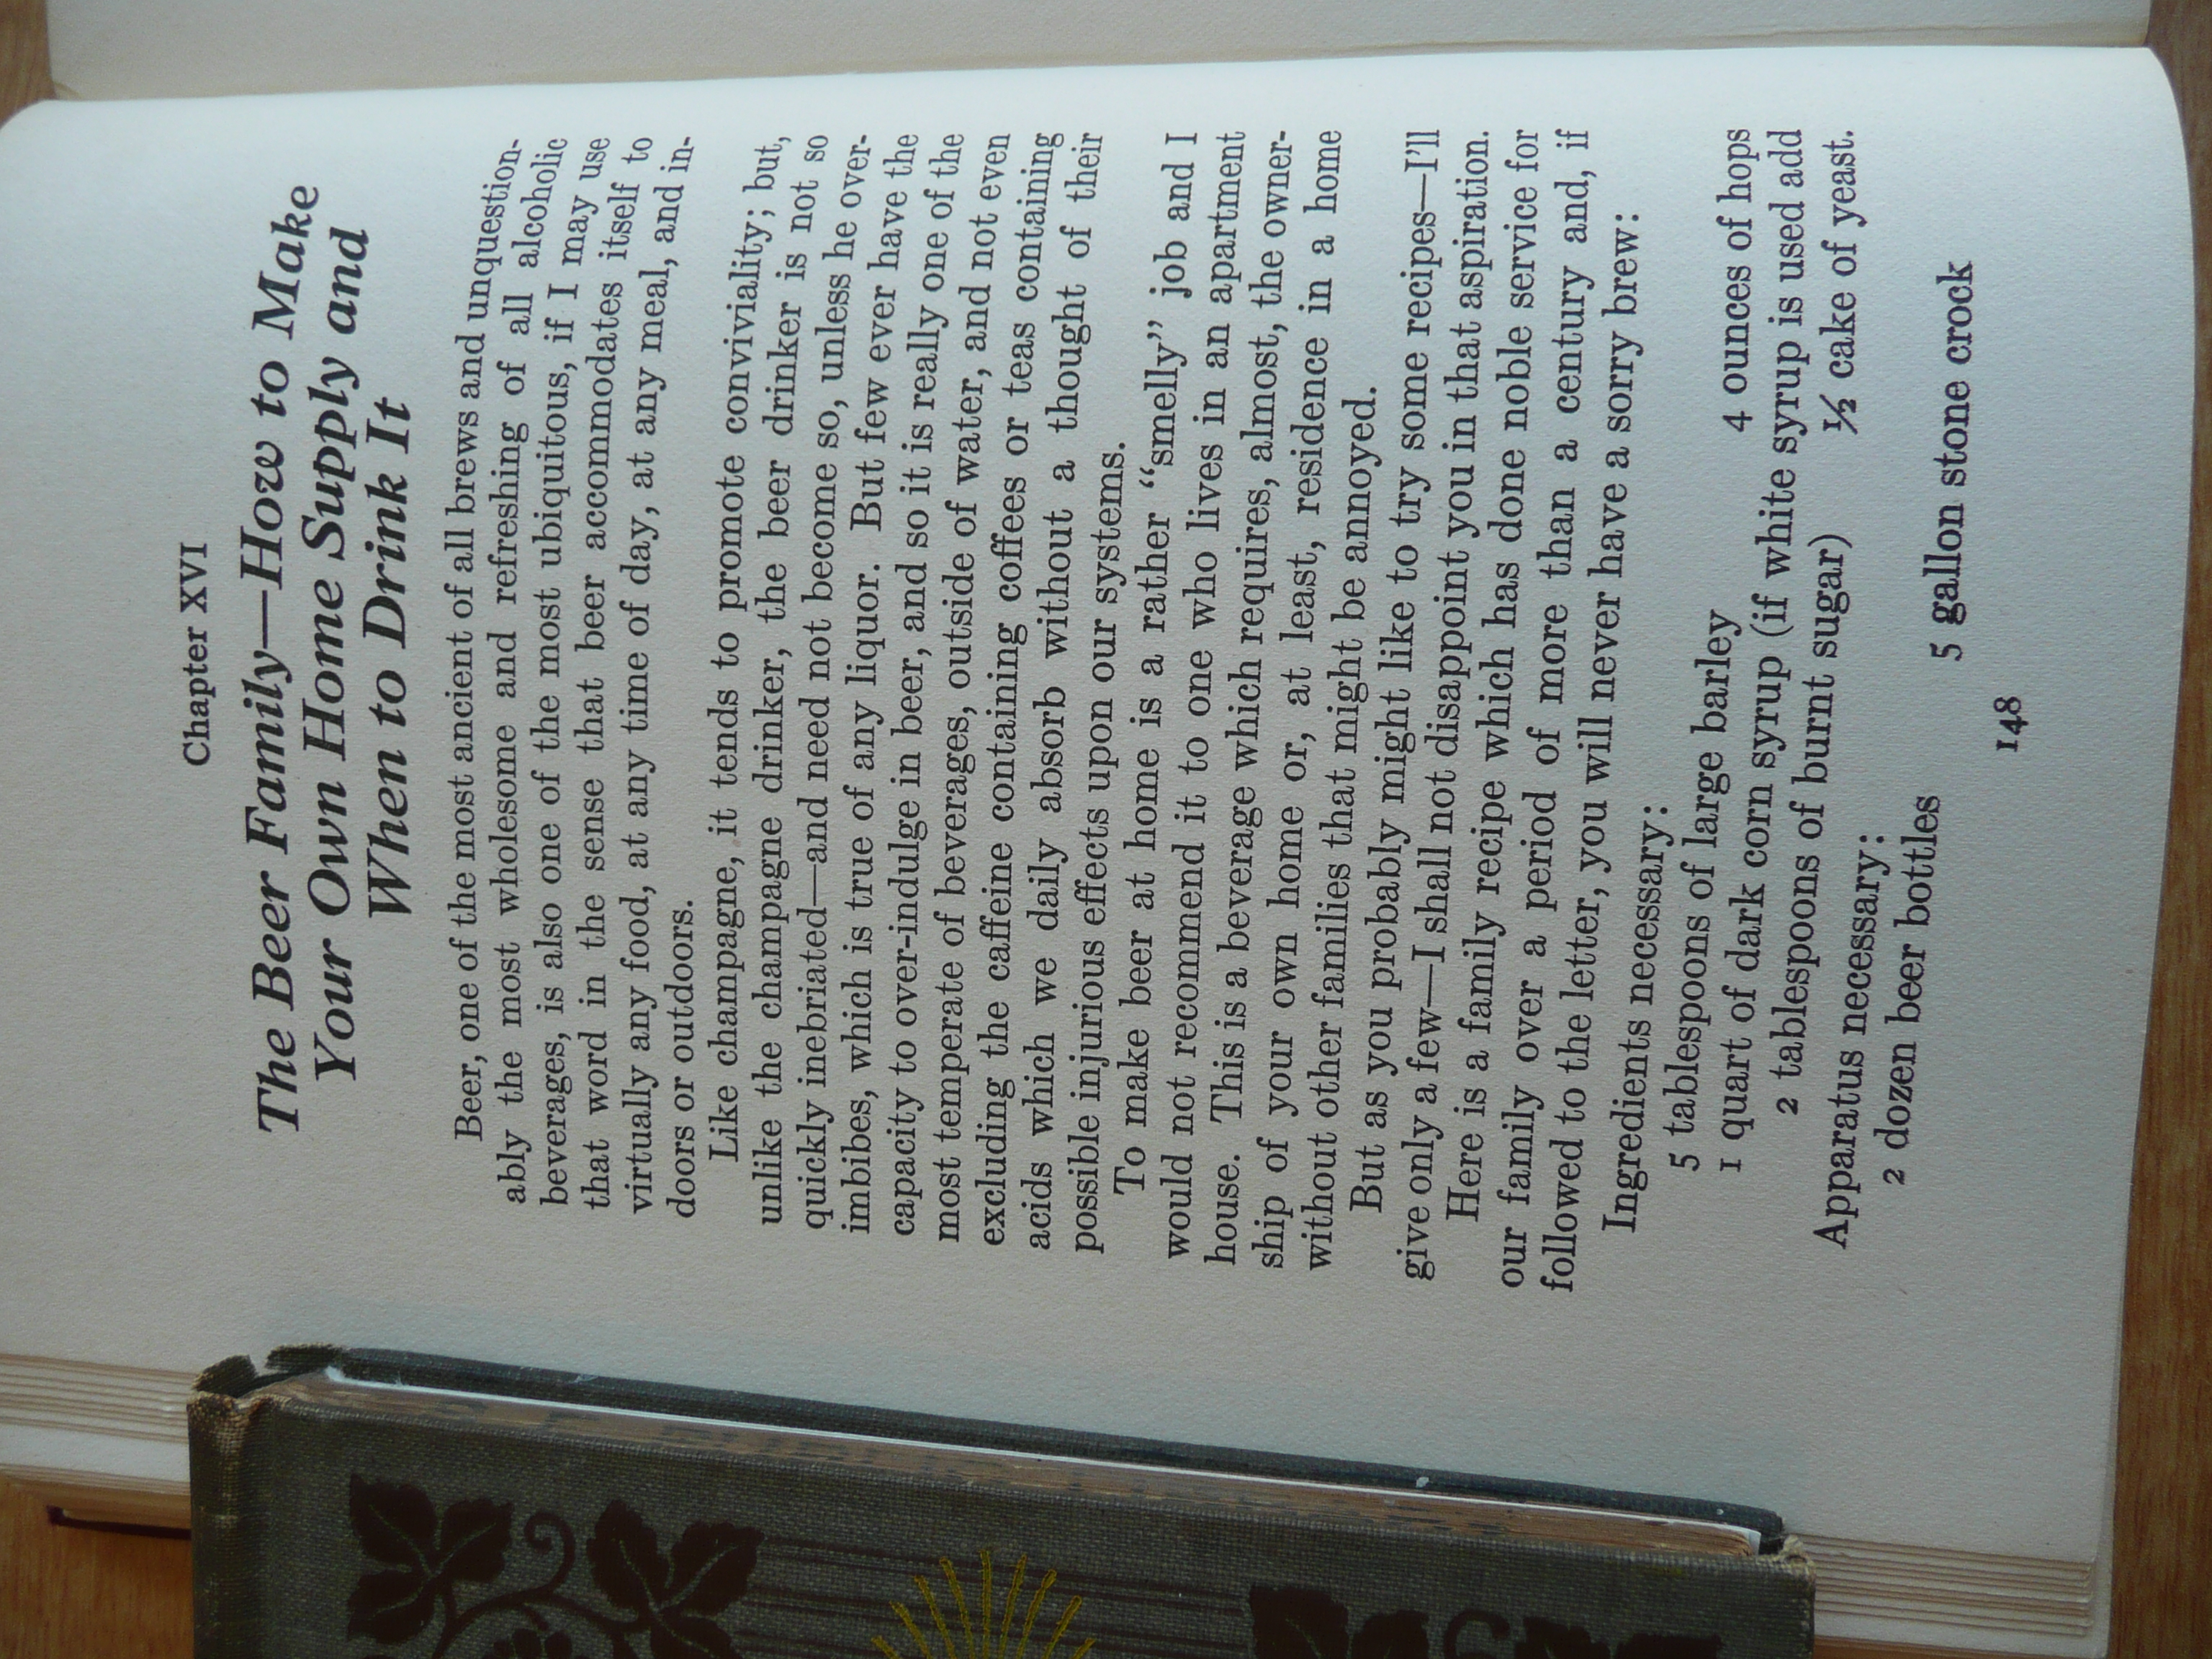 Chapter XVI
The Beer Family—How to Make
Your Own Home Supply and
When to Drink It
Beer, one of the most ancient of all brews and unquestion-
ably the most wholesome and refreshing of all alcoholic
beverages, is also one of the most ubiquitous, if I may use
that word in the sense that beer accommodates itself to
virtually any food, at any time of day, at any meal, and in-
doors or outdoors.
Like champagne, it tends to promote conviviality; but,
unlike the champagne drinker, the beer drinker is not so
quickly inebriated—and need not become so, unless he over-
imbibes, which is true of any liquor. But few ever have the
capacity to over-indulge in beer, and so it is really one of the
most temperate of beverages, outside of water, and not even
excluding the caffeine containing coffees or teas containing
acids which we daily absorb without a thought of their
possible injurious effects upon our systems.
To make beer at home is a rather “smelly” job and I
would not recommend it to one who lives in an apartment
house. This is a beverage which requires, almost, the owner-
ship of your own home or, at least, residence in a home
without other families that might be annoyed.
But as you probably might like to try some recipes—I’ll
give only a few—I shall not disappoint you in that aspiration.
Here is a family recipe which has done noble service for
our family over a period of more than a century and, if
followed to the letter, you will never have a sorry brew:
Ingredients necessary:
5 tablespoons of large barley 4 ounces of hops
1 quart of dark corn syrup (if white syrup is used add
2 tablespoons of burnt sugar) ½ cake of yeast.
Apparatus necessary:
2 dozen beer bottles 5 gallon stone crock
148